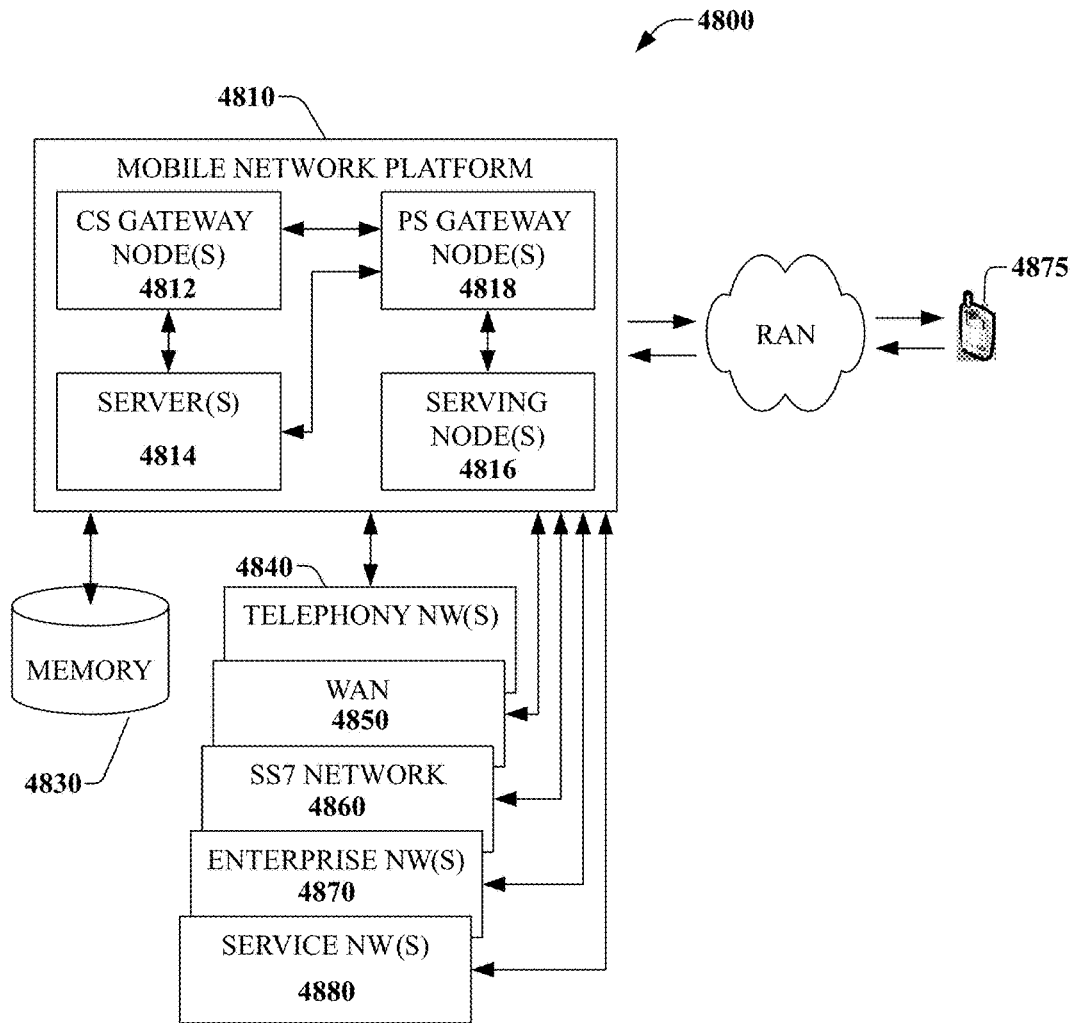 4800
4810
MOBILE NETWORK PLATFORM
CS GATEWAY
NODE(S)
4812
PS GATEWAY
NODE(S)
4818
SERVER(S)
4814
SERVING
NODE(S)
4816
RAN
4875
4840
TELEPHONY NW(S)
MEMORY
4830
WAN
4850
SS7 NETWORK
4860
ENTERPRISE NW(S)
4870
SERVICE NW(S)
4880